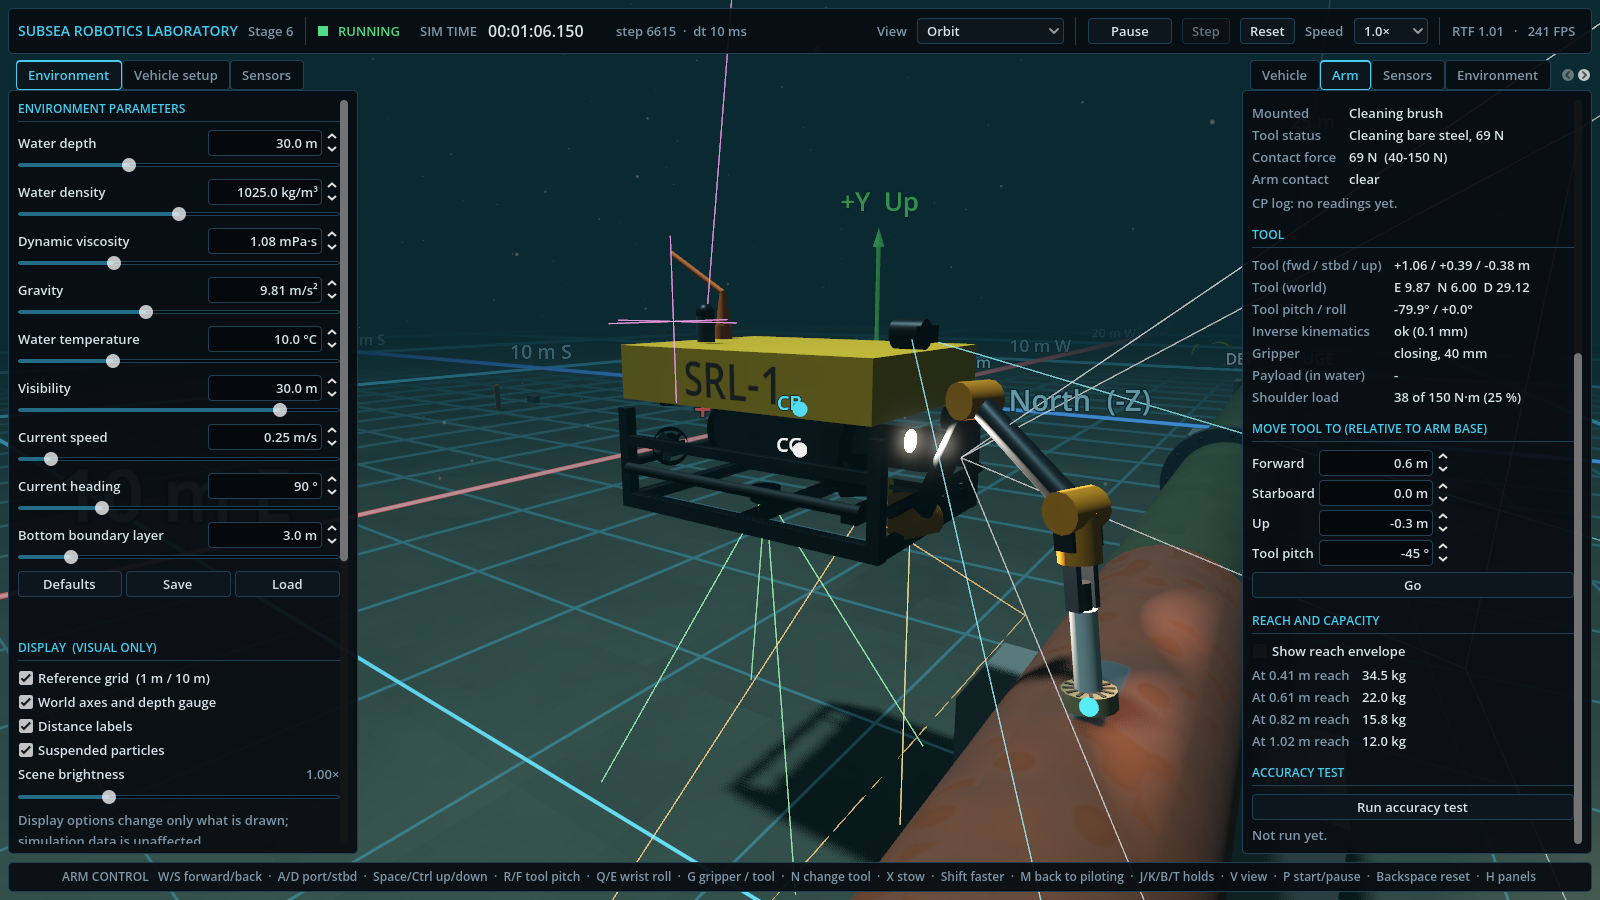 SUBSEA ROBOTICS LABORATORY Stage 6 RUNNING SIM TIME 00:01:06.150 step 6615 · dt 10 ms View Orbit Pause Step Reset Speed 1.0× RTF 1.01 · 241 FPS
Environment Vehicle setup Sensors
ENVIRONMENT PARAMETERS
Water depth 30.0 m
Water density 1025.0 kg/m³
Dynamic viscosity 1.08 mPa·s
Gravity 9.81 m/s²
Water temperature 10.0 °C
Visibility 30.0 m
Current speed 0.25 m/s
Current heading 90 °
Bottom boundary layer 3.0 m
Defaults Save Load
DISPLAY (VISUAL ONLY)
Reference grid (1 m / 10 m)
World axes and depth gauge
Distance labels
Suspended particles
Scene brightness 1.00×
Display options change only what is drawn;
simulation data is unaffected
+Y Up
m S
10 m S
10 m W
20 m W
m
DE
North (-Z)
SRL-1
CB
CG
10 m E
Vehicle Arm Sensors Environment
Mounted Cleaning brush
Tool status Cleaning bare steel, 69 N
Contact force 69 N (40-150 N)
Arm contact clear
CP log: no readings yet.
TOOL
Tool (fwd / stbd / up) +1.06 / +0.39 / -0.38 m
Tool (world) E 9.87 N 6.00 D 29.12
Tool pitch / roll -79.9° / +0.0°
Inverse kinematics ok (0.1 mm)
Gripper closing, 40 mm
Payload (in water) -
Shoulder load 38 of 150 N·m (25 %)
MOVE TOOL TO (RELATIVE TO ARM BASE)
Forward 0.6 m
Starboard 0.0 m
Up -0.3 m
Tool pitch -45 °
Go
REACH AND CAPACITY
Show reach envelope
At 0.41 m reach 34.5 kg
At 0.61 m reach 22.0 kg
At 0.82 m reach 15.8 kg
At 1.02 m reach 12.0 kg
ACCURACY TEST
Run accuracy test
Not run yet.
ARM CONTROL W/S forward/back · A/D port/stbd · Space/Ctrl up/down · R/F tool pitch · Q/E wrist roll · G gripper / tool · N change tool · X stow · Shift faster · M back to piloting · J/K/B/T holds · V view · P start/pause · Backspace reset · H panels